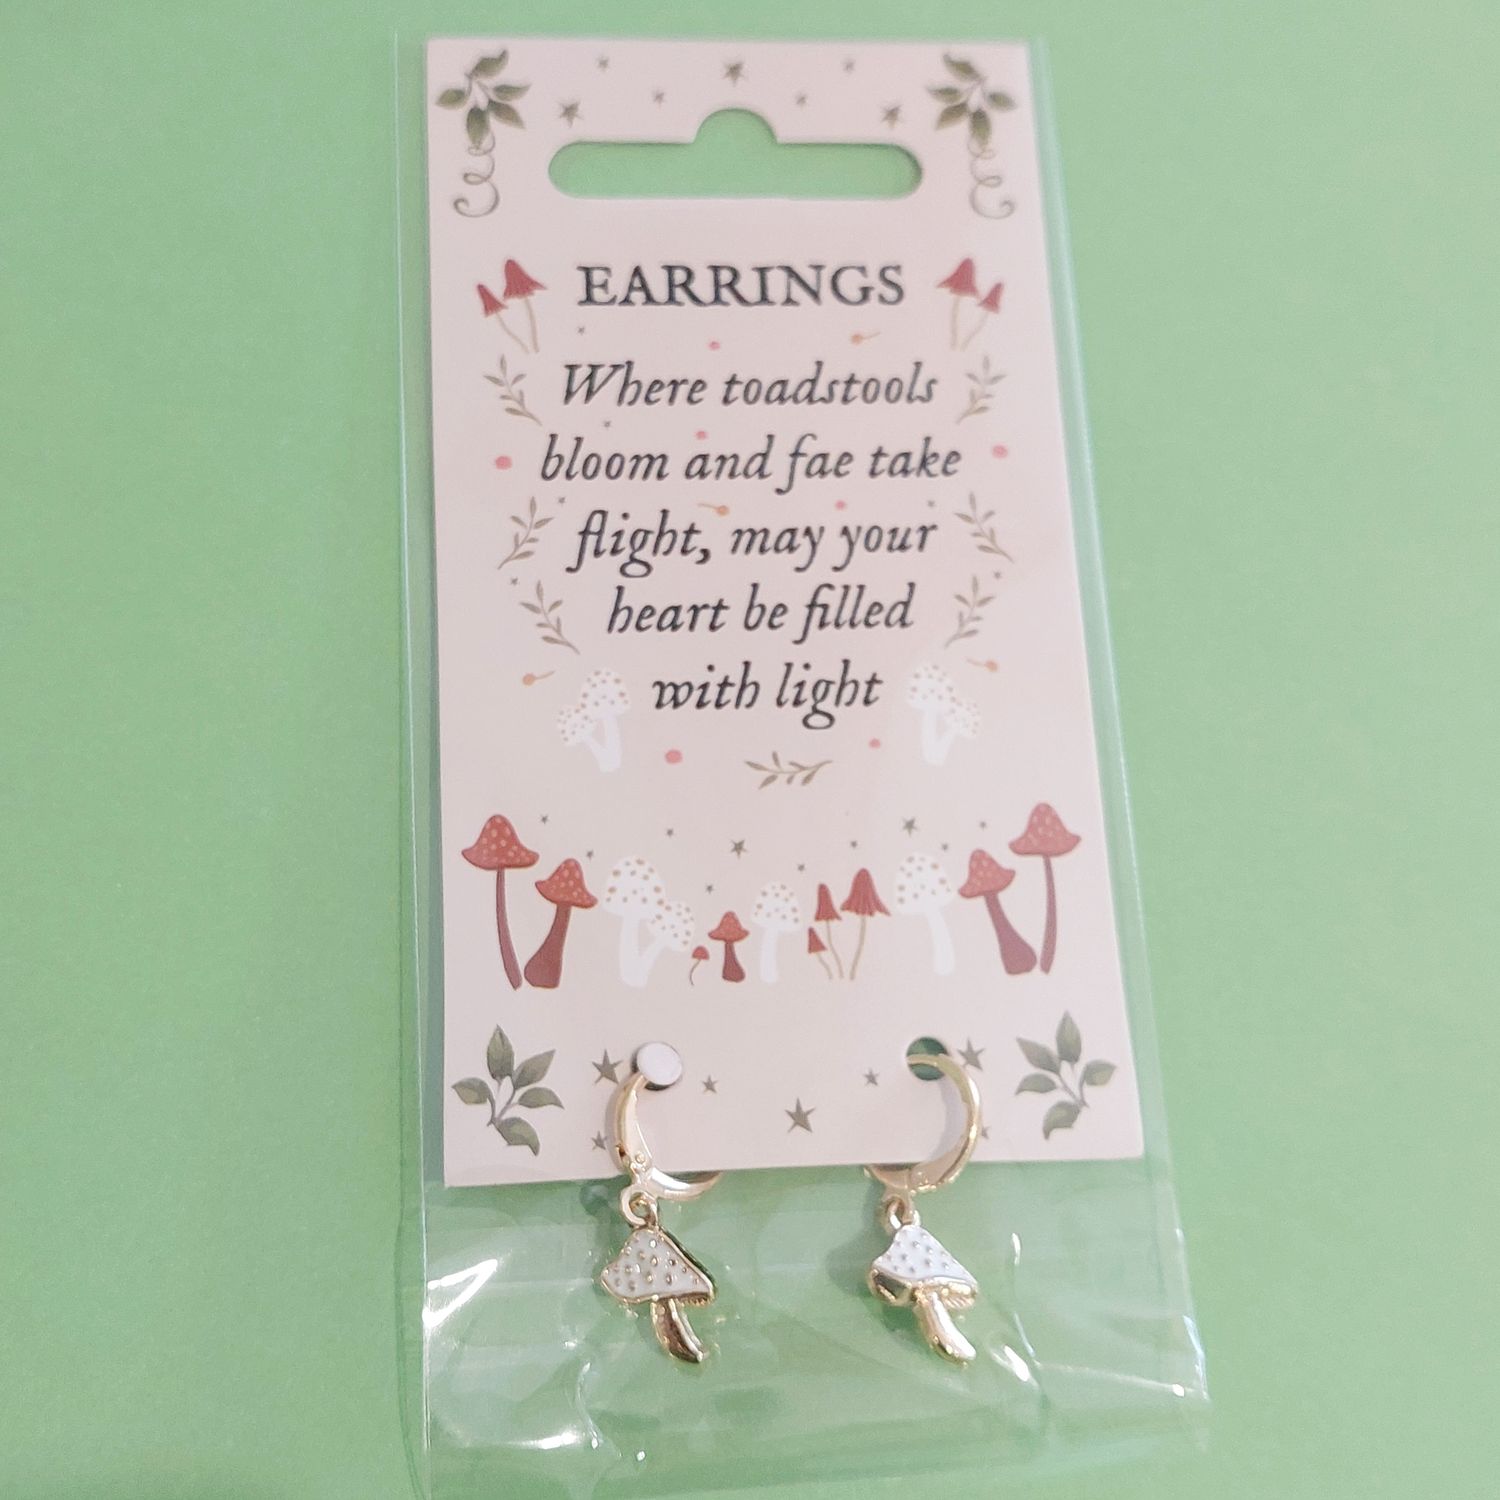 EARRINGS
Where toadstools
bloom and fae take
flight, may your
heart be filled
with light